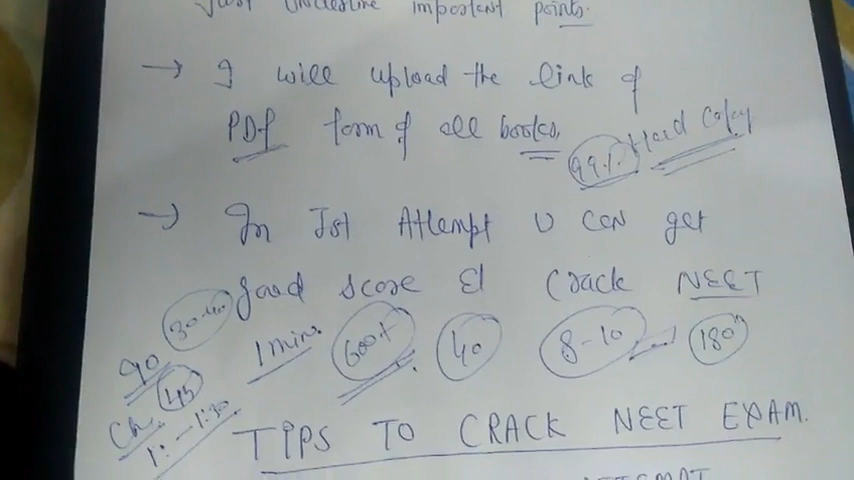 Just Underline important points.
→ I will upload the link of
PDF form of all books.
99% Hard Copy
→ In Ist Attempt U can get
good score & Crack NEET
30-40
90 1 min. 600+ 40 8-10 180
45
Ch. 1:-1:30
TIPS TO CRACK NEET EXAM.